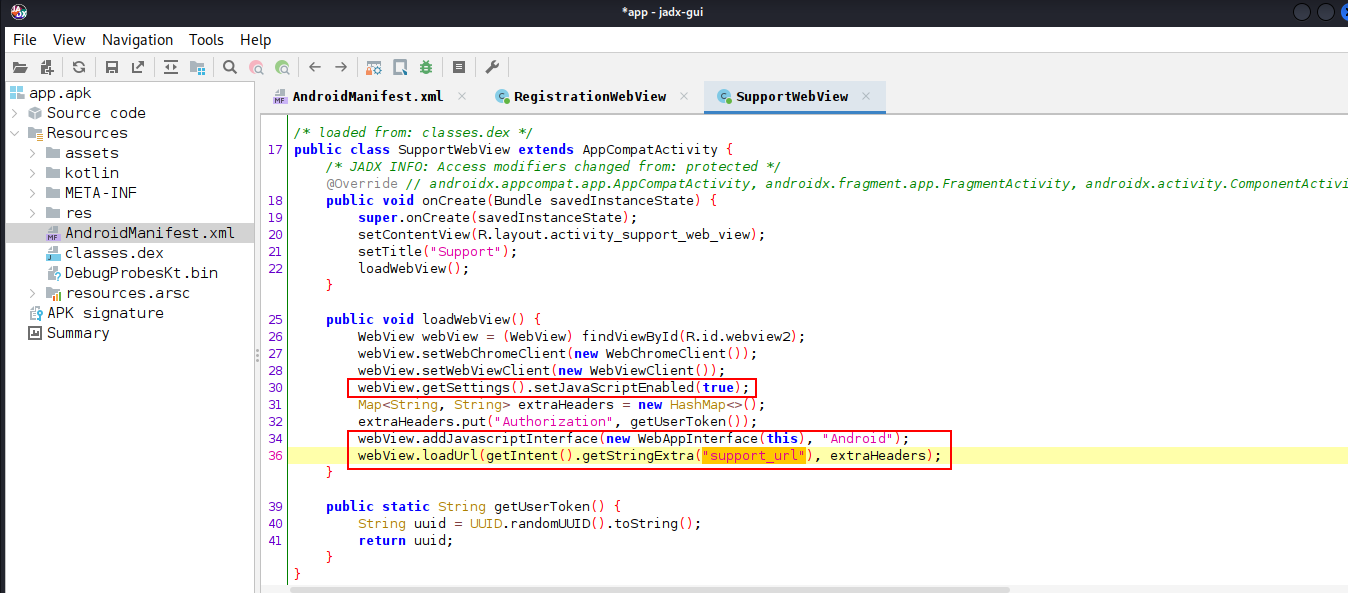 *app - jadx-gui
File View Navigation Tools Help
app.apk
Source code
Resources
assets
kotlin
META-INF
res
AndroidManifest.xml
classes.dex
DebugProbesKt.bin
resources.arsc
APK signature
Summary
AndroidManifest.xml RegistrationWebView SupportWebView
/* loaded from: classes.dex */
17 public class SupportWebView extends AppCompatActivity {
/* JADX INFO: Access modifiers changed from: protected */
@Override // androidx.appcompat.app.AppCompatActivity, androidx.fragment.app.FragmentActivity, androidx.activity.ComponentActivi
18 public void onCreate(Bundle savedInstanceState) {
19 super.onCreate(savedInstanceState);
20 setContentView(R.layout.activity_support_web_view);
21 setTitle("Support");
22 loadWebView();
}
25 public void loadWebView() {
26 WebView webView = (WebView) findViewById(R.id.webview2);
27 webView.setWebChromeClient(new WebChromeClient());
28 webView.setWebViewClient(new WebViewClient());
30 webView.getSettings().setJavaScriptEnabled(true);
31 Map<String, String> extraHeaders = new HashMap<>();
32 extraHeaders.put("Authorization", getUserToken());
34 webView.addJavascriptInterface(new WebAppInterface(this), "Android");
36 webView.loadUrl(getIntent().getStringExtra("support_url"), extraHeaders);
}
39 public static String getUserToken() {
40 String uuid = UUID.randomUUID().toString();
41 return uuid;
}
}